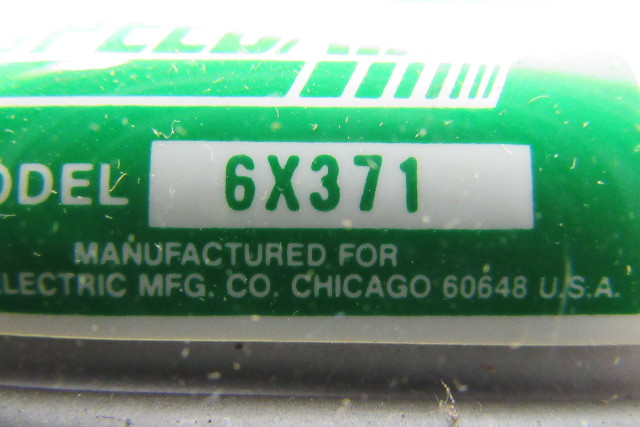 ODEL 6X371
MANUFACTURED FOR
ELECTRIC MFG. CO. CHICAGO 60648 U.S.A.